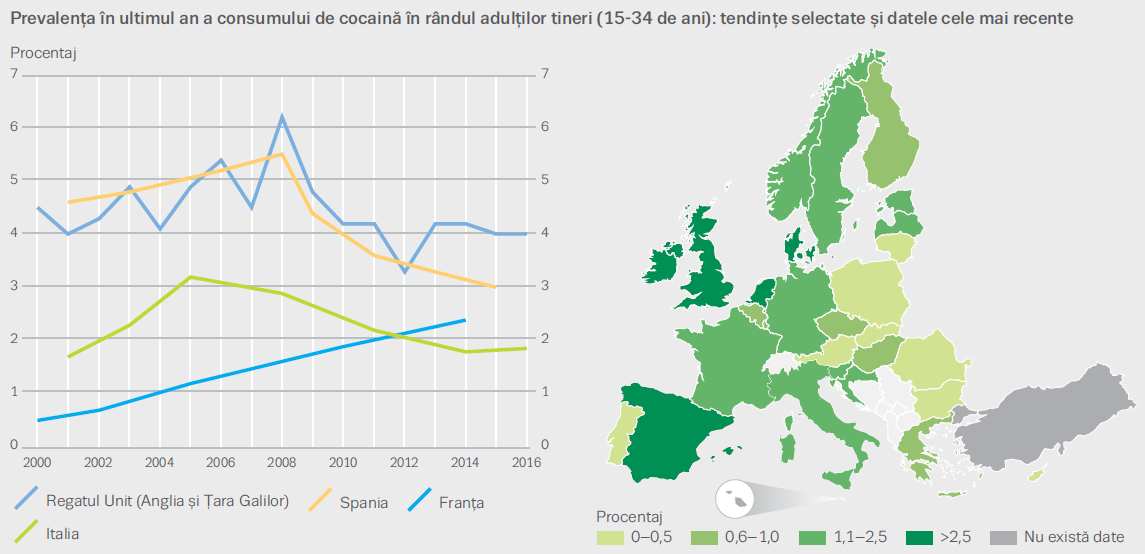 Prevalența în ultimul an a consumului de cocaină în rândul adulților tineri (15-34 de ani): tendințe selectate și datele cele mai recente
Procentaj
7 7
6 6
5 5
4 4
3 3
2 2
1 1
0 0
2000 2002 2004 2006 2008 2010 2012 2014 2016
Regatul Unit (Anglia și Țara Galilor) Spania Franța
Italia
Procentaj
0–0,5 0,6–1,0 1,1–2,5 >2,5 Nu există date